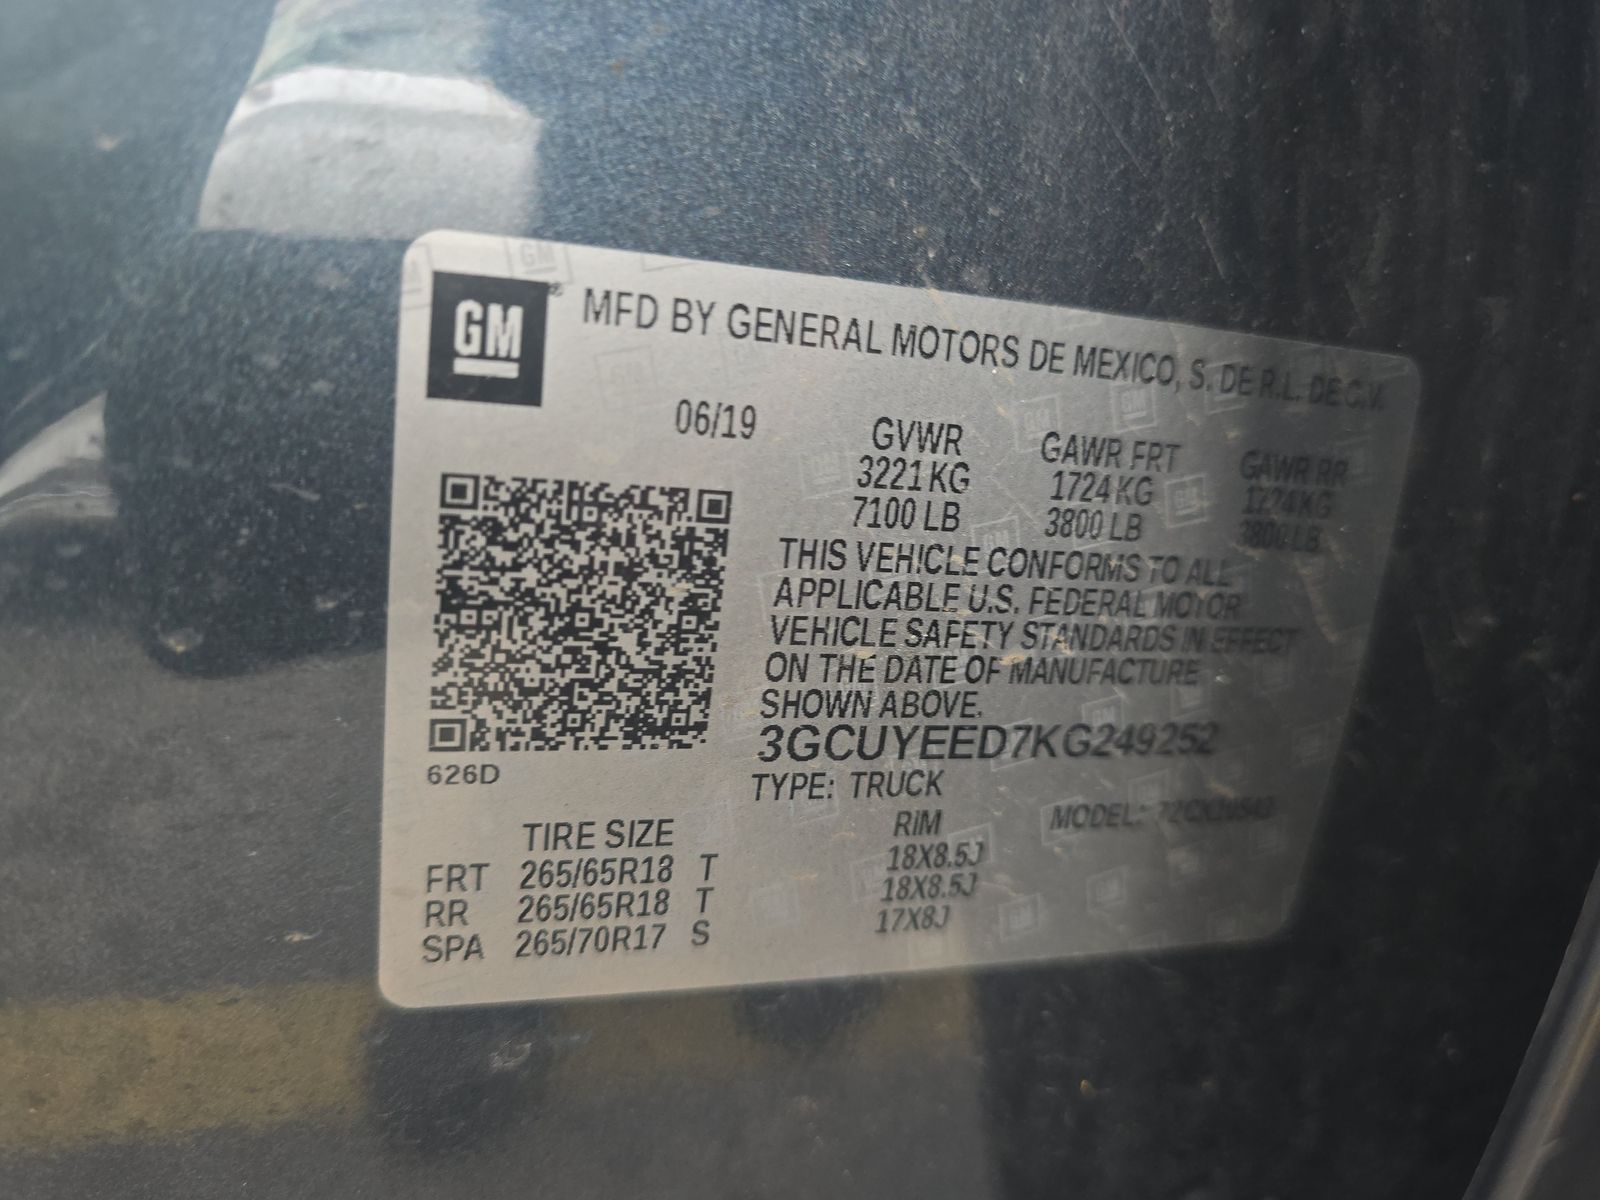 GM
MFD BY GENERAL MOTORS DE MEXICO, S. DE R.L. DE C.V.
06/19
GVWR GAWR FRT GAWR RR
3221 KG 1724 KG 1724 KG
7100 LB 3800 LB 3800 LB
THIS VEHICLE CONFORMS TO ALL
APPLICABLE U.S. FEDERAL MOTOR
VEHICLE SAFETY STANDARDS IN EFFECT
ON THE DATE OF MANUFACTURE
SHOWN ABOVE.
3GCUYEED7KG249252
626D
TYPE: TRUCK MODEL:
TIRE SIZE RIM
FRT 265/65R18 T 18X8.5J
RR 265/65R18 T 18X8.5J
SPA 265/70R17 S 17X8J